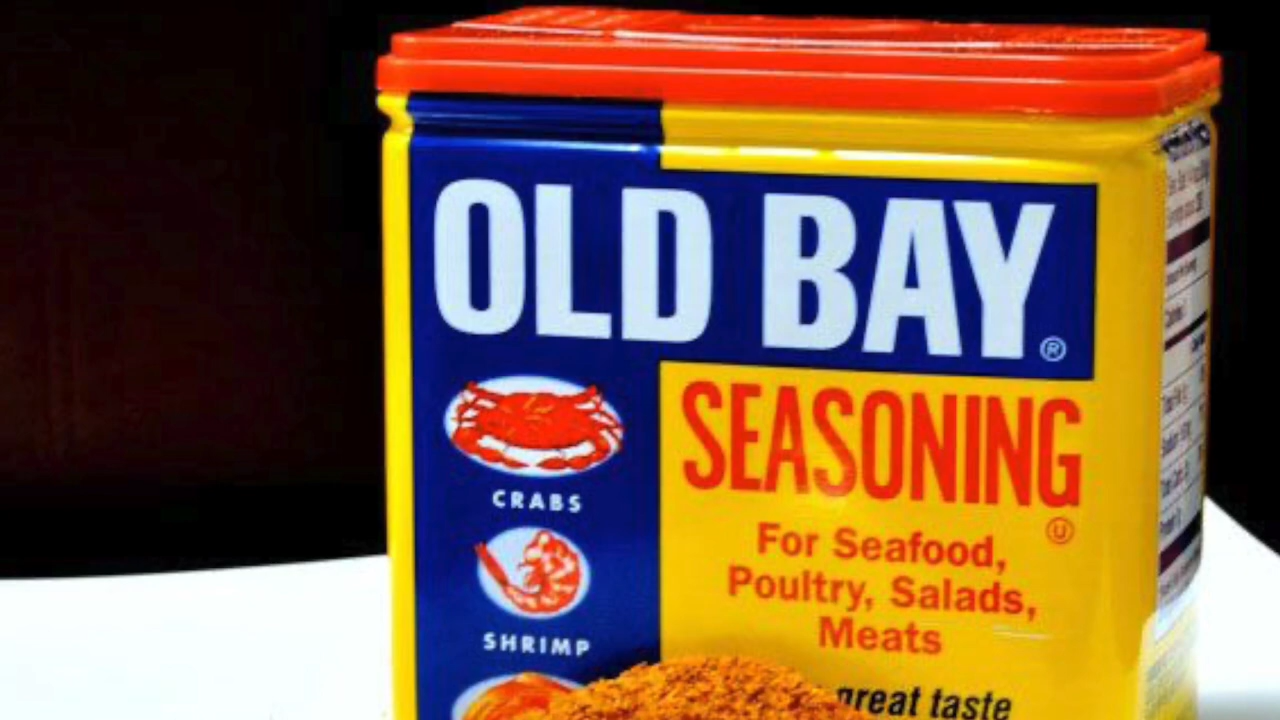 OLD BAY®
SEASONING
Ⓤ
For Seafood,
Poultry, Salads,
Meats
great taste
CRABS
SHRIMP